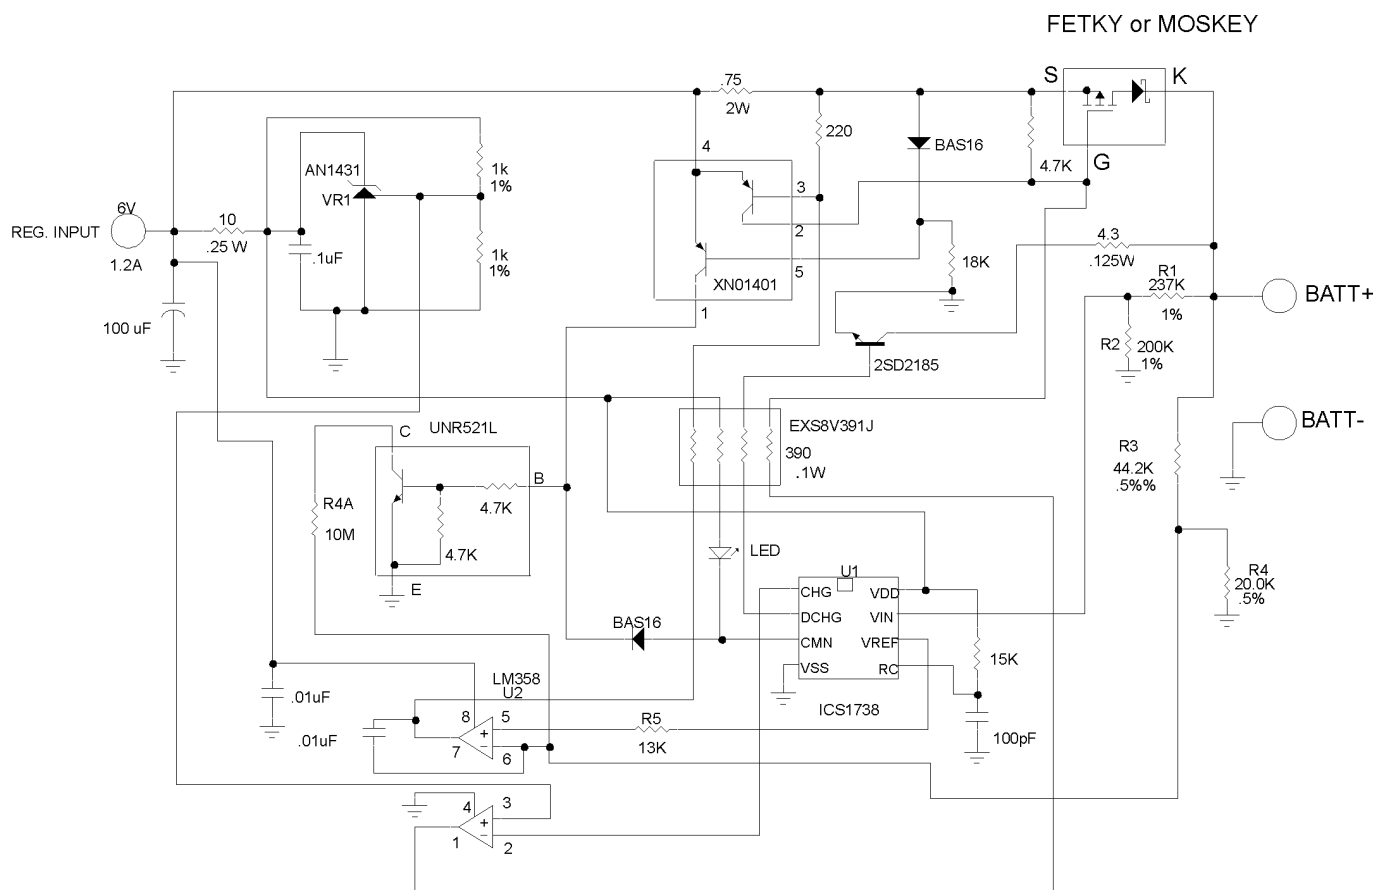 FETKY or MOSKEY
S
K
G
.75
2W
220
BAS16
4.7K
4
3
2
5
XN01401
1
18K
AN1431
VR1
1k
1%
1k
1%
6V
REG. INPUT
1.2A
10
.25 W
.1uF
100 uF
4.3
.125W
R1
237K
1%
BATT+
R2
200K
1%
2SD2185
BATT-
EXS8V391J
390
.1W
R3
44.2K
.5%%
UNR521L
C
B
4.7K
4.7K
E
R4A
10M
LED
R4
20.0K
.5%
U1
CHG
VDD
DCHG
VIN
CMN
VREF
VSS
RC
ICS1738
BAS16
15K
100pF
.01uF
.01uF
LM358
U2
8
5
7
6
R5
13K
4
3
1
2
+
−
+
−